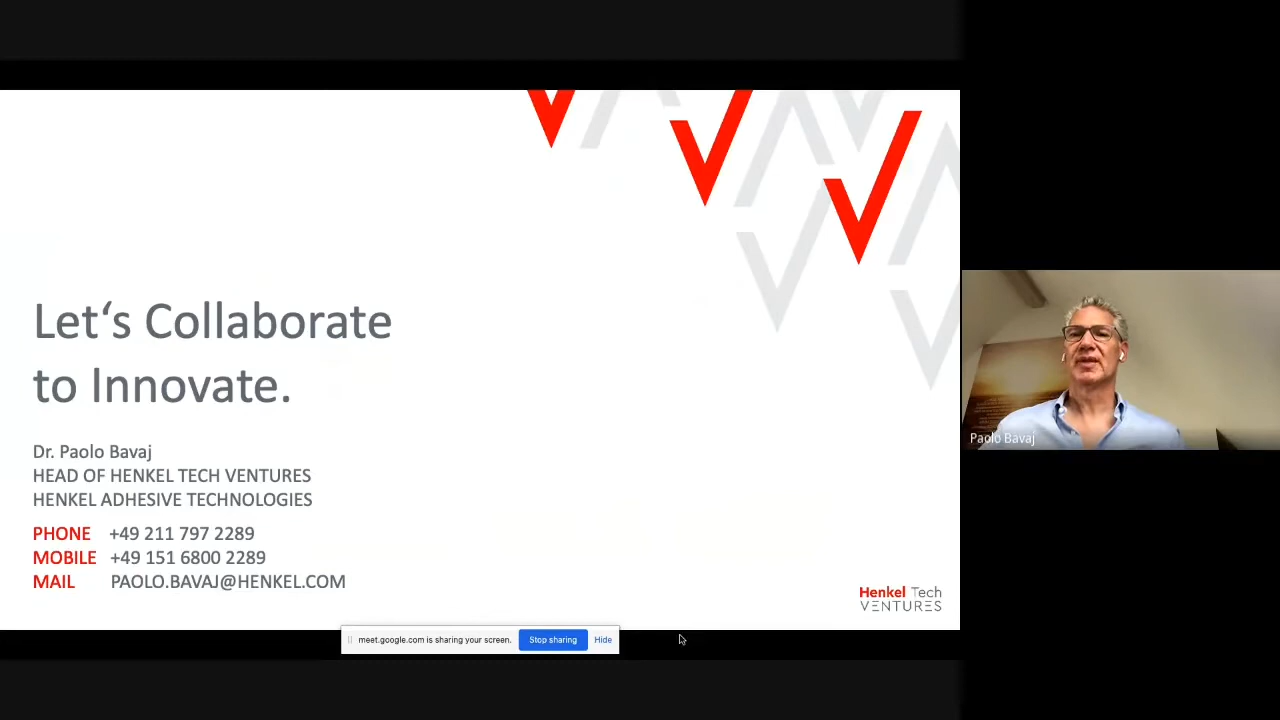 Let‘s Collaborate
to Innovate.
Dr. Paolo Bavaj
HEAD OF HENKEL TECH VENTURES
HENKEL ADHESIVE TECHNOLOGIES
PHONE +49 211 797 2289
MOBILE +49 151 6800 2289
MAIL PAOLO.BAVAJ@HENKEL.COM
Henkel Tech
VENTURES
meet.google.com is sharing your screen. Stop sharing Hide
Paolo Bavaj